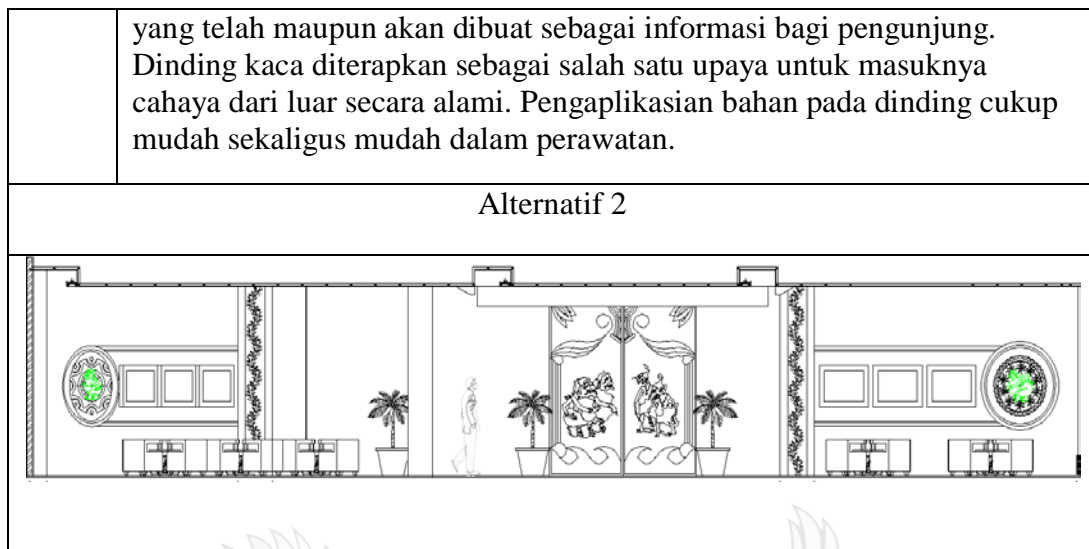 yang telah maupun akan dibuat sebagai informasi bagi pengunjung.
Dinding kaca diterapkan sebagai salah satu upaya untuk masuknya
cahaya dari luar secara alami. Pengaplikasian bahan pada dinding cukup
mudah sekaligus mudah dalam perawatan.
Alternatif 2